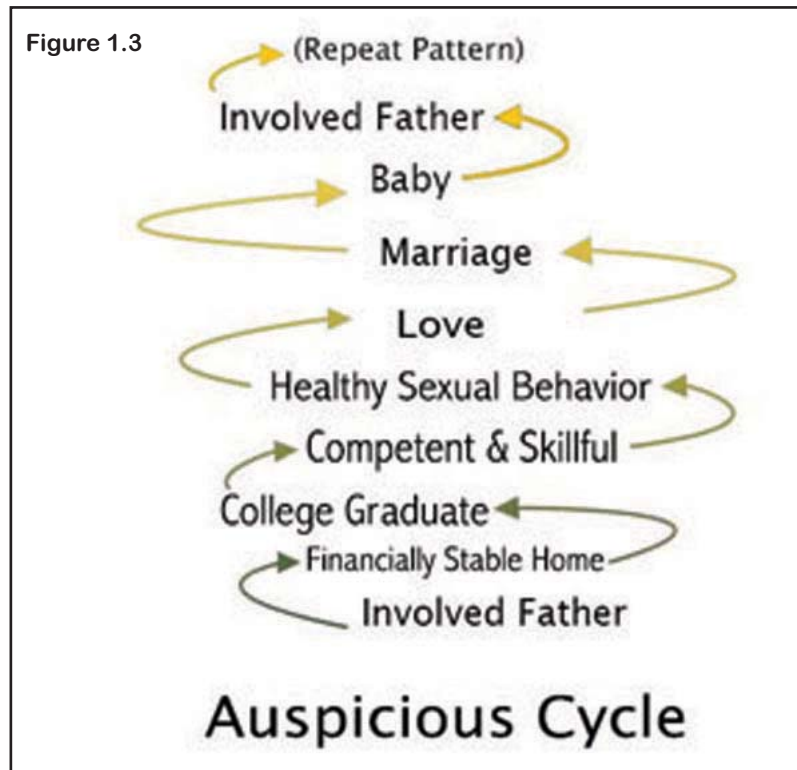 Figure 1.3
(Repeat Pattern)
Involved Father
Baby
Marriage
Love
Healthy Sexual Behavior
Competent & Skillful
College Graduate
Financially Stable Home
Involved Father
Auspicious Cycle